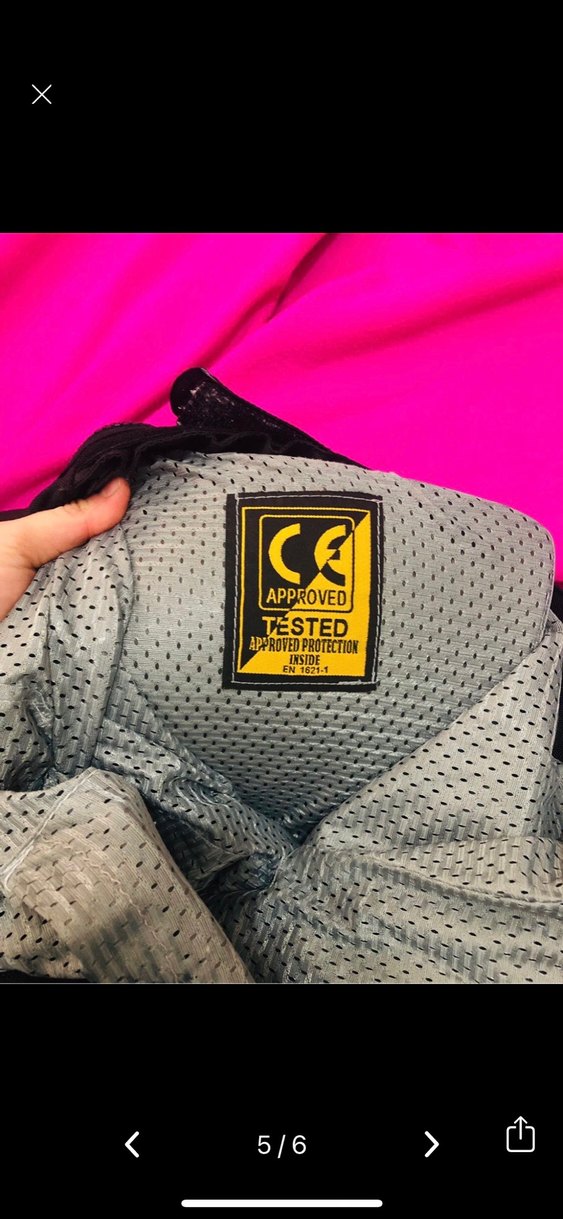 CE
APPROVED
TESTED
APPROVED PROTECTION
INSIDE
EN 1621-1
5/6